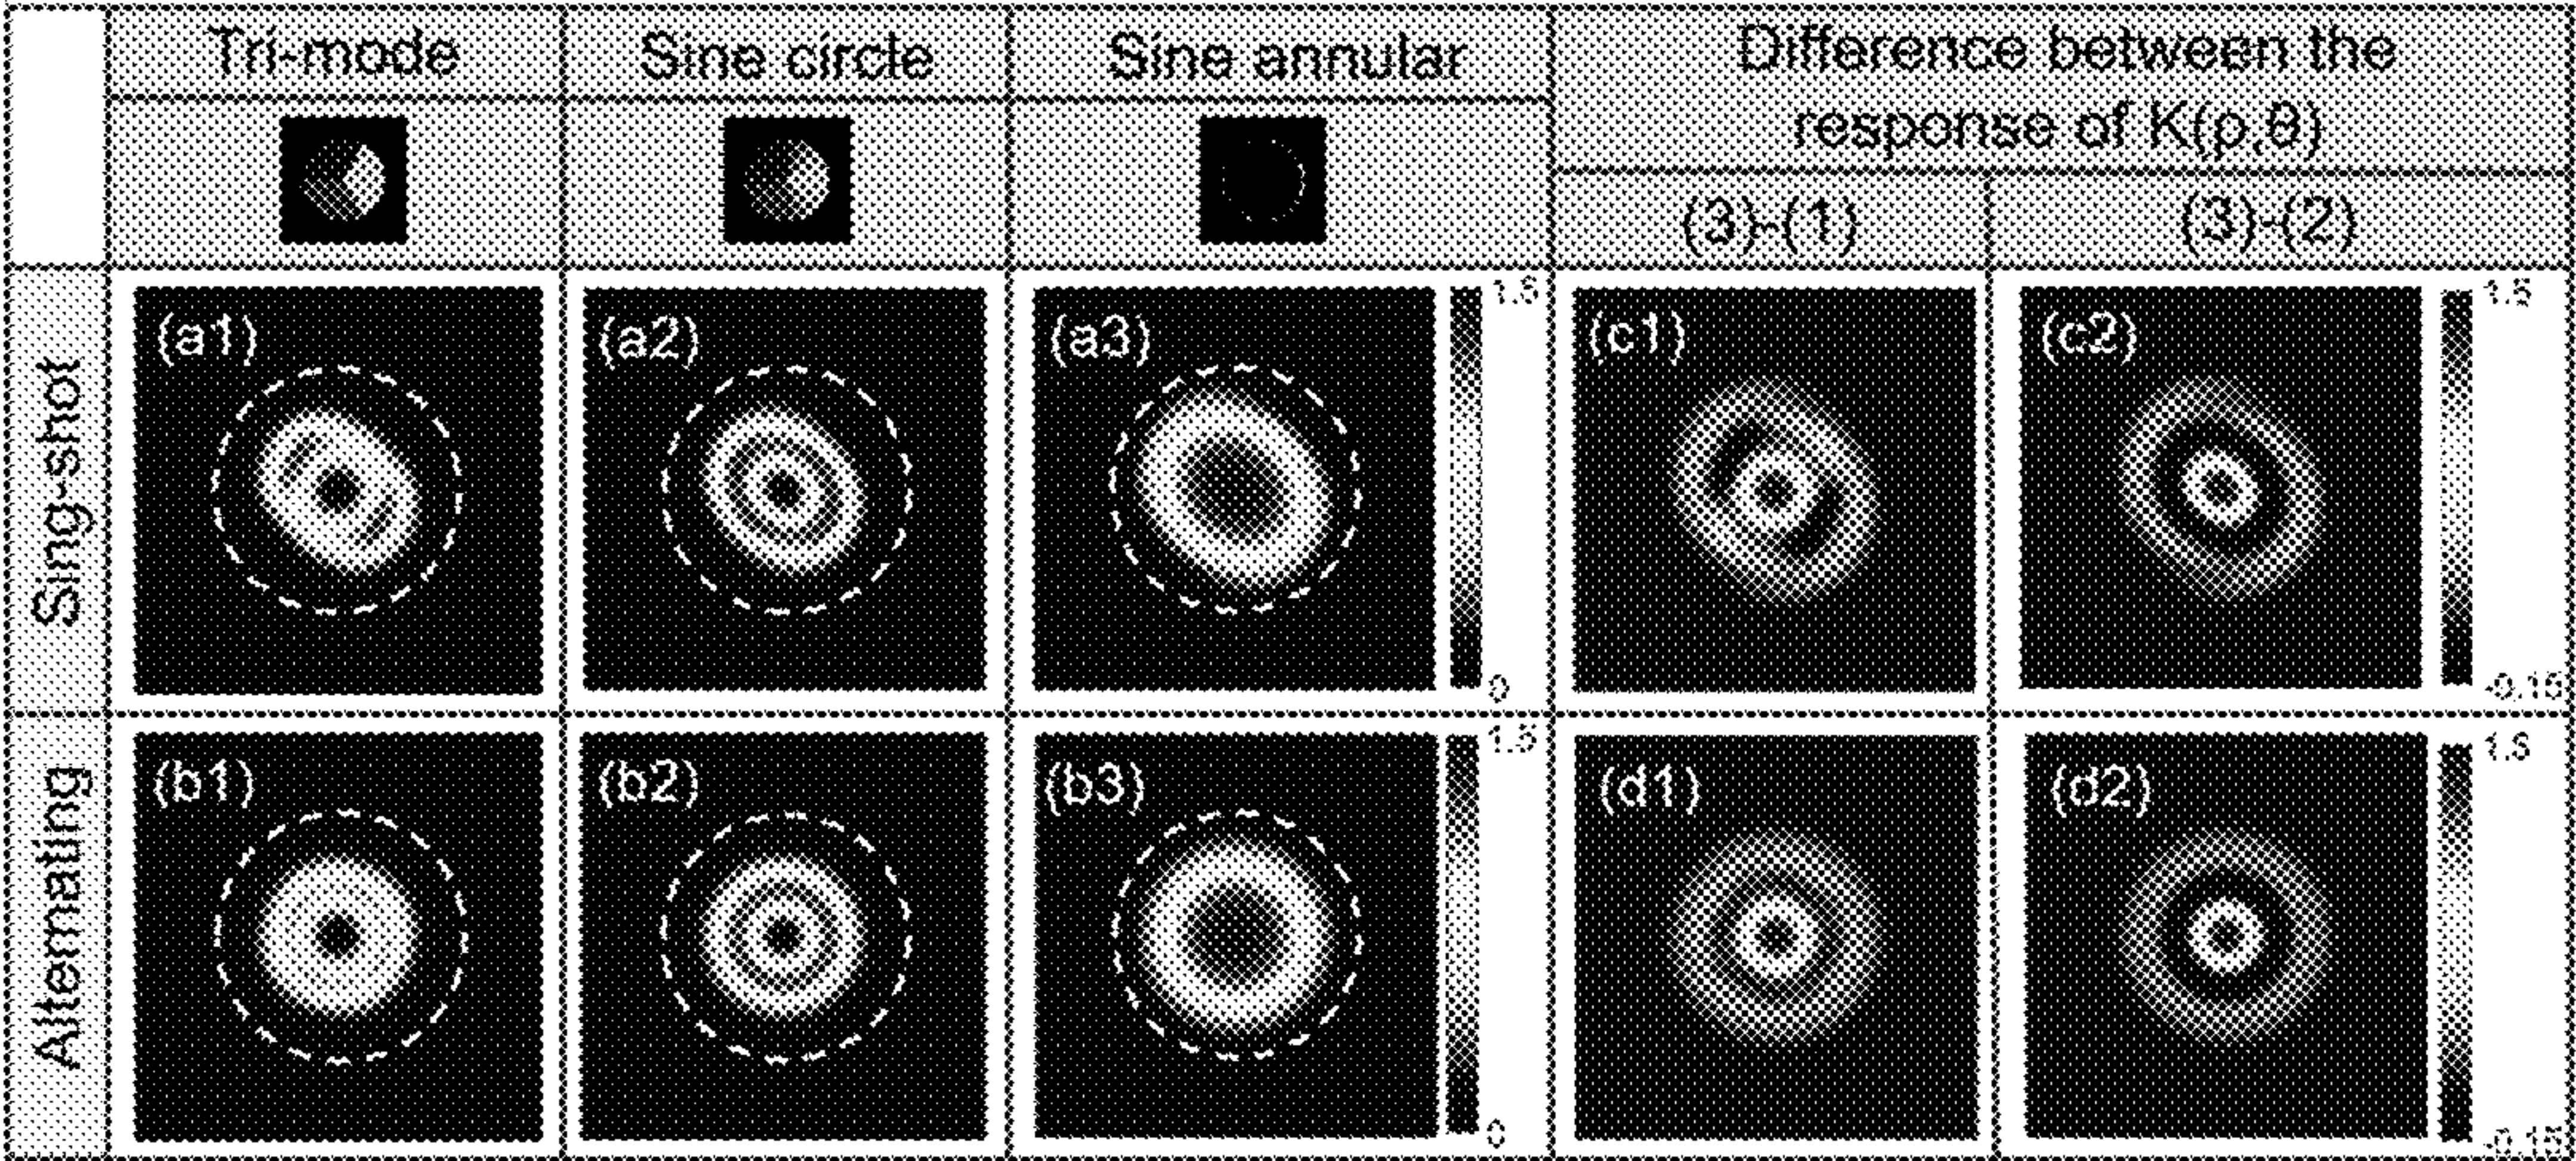 Tri-mode
Sine circle
Sine annular
Difference between the
response of K(ρ,θ)
(3)-(1)
(3)-(2)
Sing-shot
(a1)
(a2)
(a3)
1.5
0
(c1)
(c2)
1.5
-0.15
Alternating
(b1)
(b2)
(b3)
1.5
0
(d1)
(d2)
1.5
-0.15